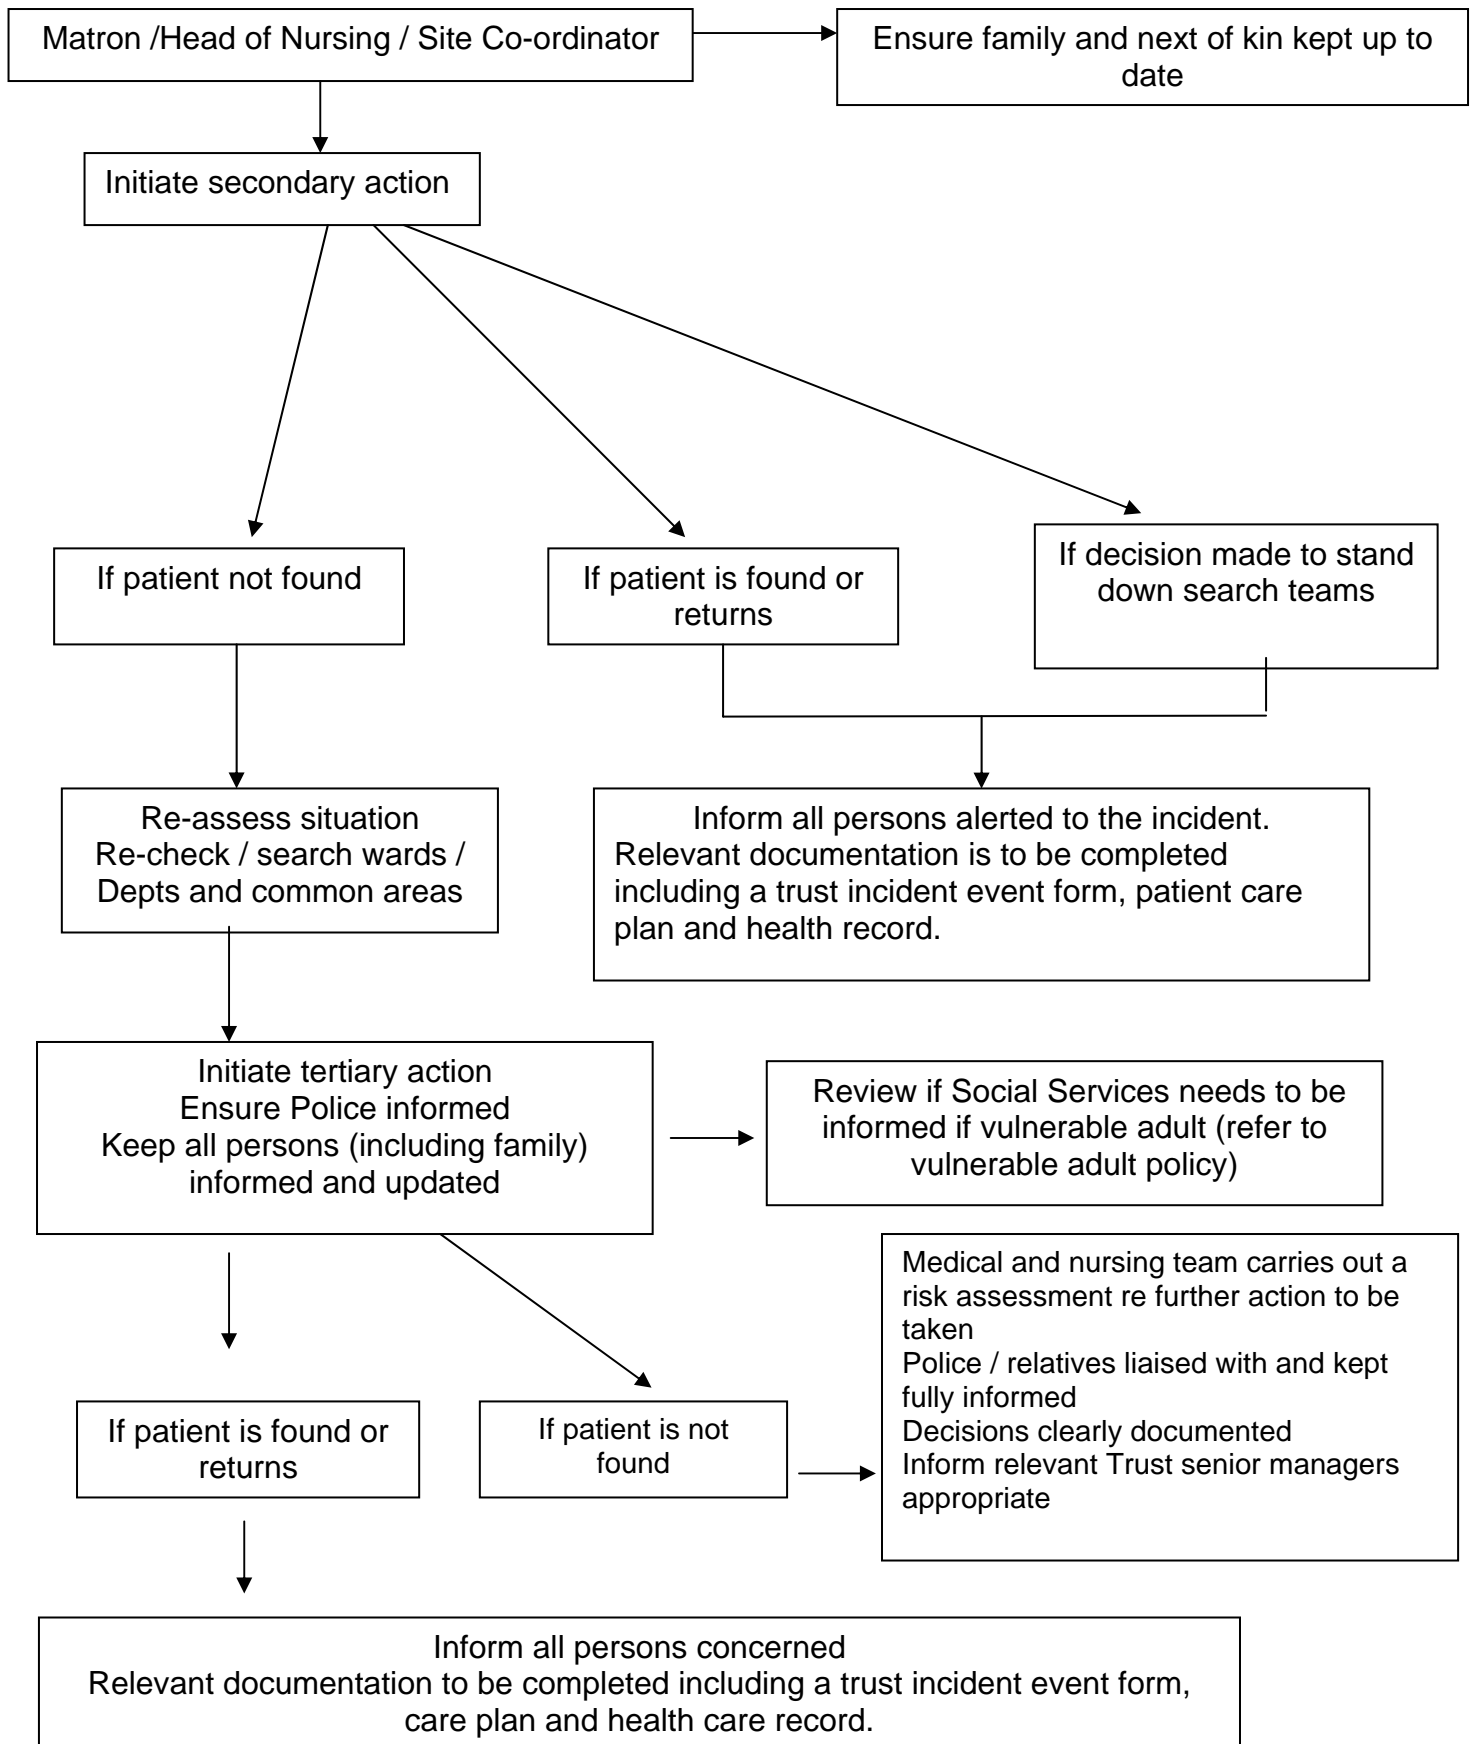 Matron /Head of Nursing / Site Co-ordinator
Ensure family and next of kin kept up to
date
Initiate secondary action
If patient not found
If patient is found or
returns
If decision made to stand
down search teams
Re-assess situation
Re-check / search wards /
Depts and common areas
Inform all persons alerted to the incident.
Relevant documentation is to be completed
including a trust incident event form, patient care
plan and health record.
Initiate tertiary action
Ensure Police informed
Keep all persons (including family)
informed and updated
Review if Social Services needs to be
informed if vulnerable adult (refer to
vulnerable adult policy)
If patient is found or
returns
If patient is not
found
Medical and nursing team carries out a
risk assessment re further action to be
taken
Police / relatives liaised with and kept
fully informed
Decisions clearly documented
Inform relevant Trust senior managers
appropriate
Inform all persons concerned
Relevant documentation to be completed including a trust incident event form,
care plan and health care record.